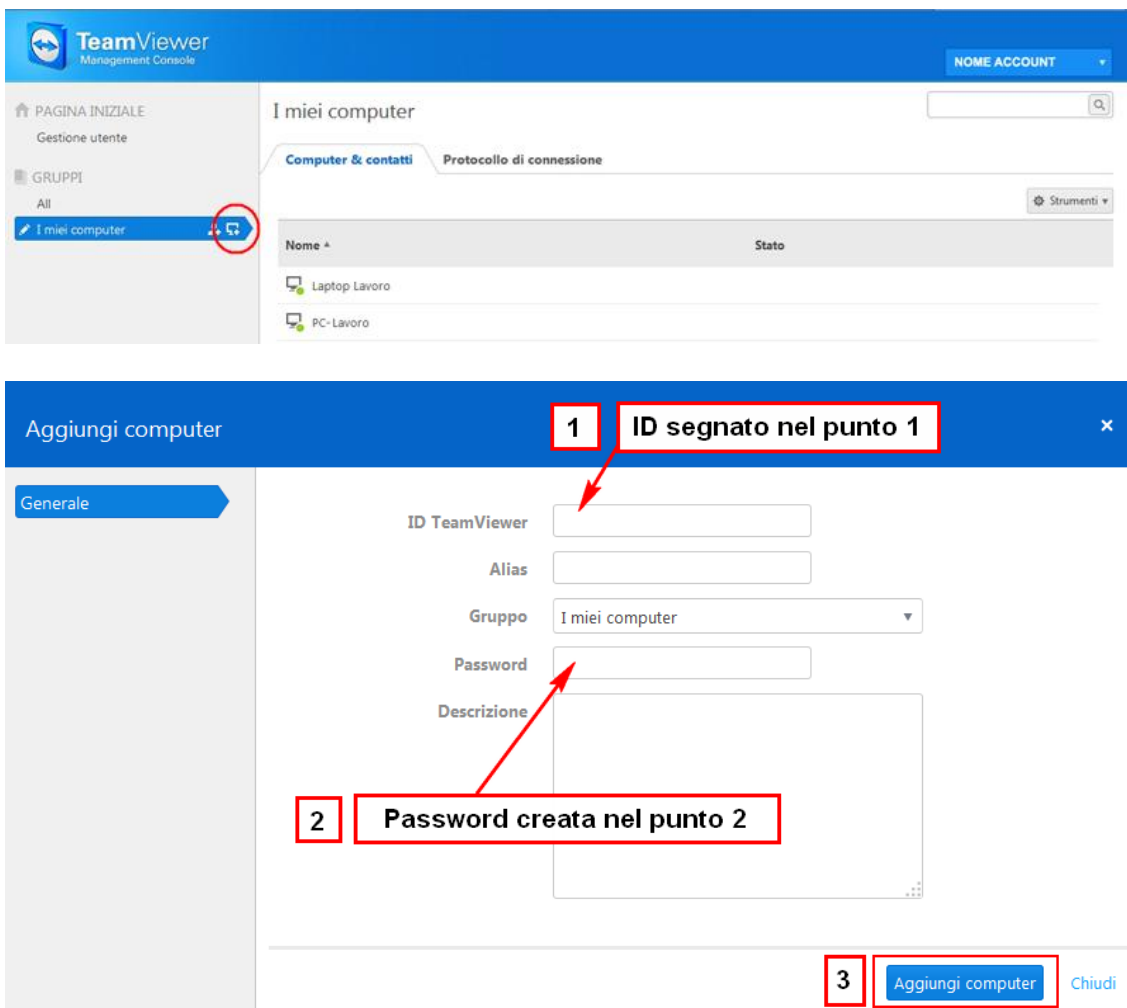 TeamViewer
Management Console
NOME ACCOUNT
PAGINA INIZIALE
Gestione utente
GRUPPI
All
I miei computer
I miei computer
Computer & contatti
Protocollo di connessione
Strumenti
Nome
Stato
Laptop Lavoro
PC-Lavoro
Aggiungi computer
1
ID segnato nel punto 1
×
Generale
ID TeamViewer
Alias
Gruppo
I miei computer
Password
Descrizione
2
Password creata nel punto 2
3
Aggiungi computer
Chiudi